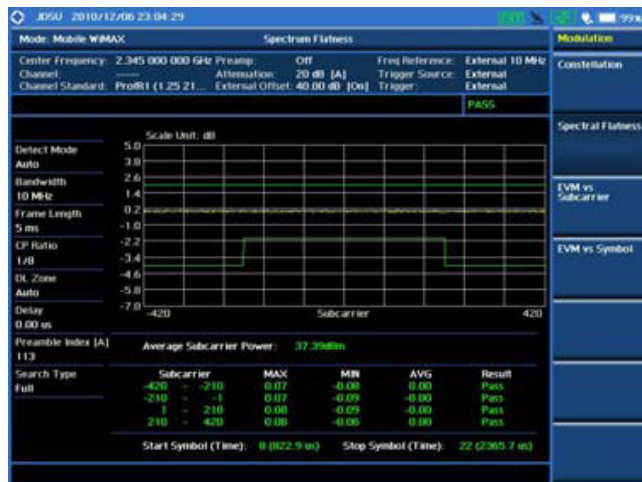 JDSU 2010/12/06 23:04:29
EXT 99%
Mode: Mobile WiMAX Spectrum Flatness
Modulation
Center Frequency: 2.345 000 000 GHz Preamp: Off Freq Reference: External 10 MHz
Channel: ----- Attenuation: 20 dB [A] Trigger Source: External
Channel Standard: Prof81 (1.25 21... External Offset: 40.00 dB [On] Trigger: External
PASS
Constellation
Spectral Flatness
EVM vs Subcarrier
EVM vs Symbol
Detect Mode
Auto
Bandwidth
10 MHz
Frame Length
5 ms
CP Ratio
1/8
DL Zone
Auto
Delay
0.00 us
Preamble Index [A]
113
Search Type
Full
Scale Unit: dB
5.0
3.8
2.6
1.4
0.2
-1.0
-2.2
-3.4
-4.6
-5.8
-7.0
-420 Subcarrier 420
Average Subcarrier Power: 37.39dBm
Subcarrier MAX MIN AVG Result
-420 ~ -210 0.07 -0.08 0.00 Pass
-210 ~ -1 0.07 -0.09 -0.00 Pass
1 ~ 210 0.08 -0.09 -0.00 Pass
210 ~ 420 0.08 -0.06 0.00 Pass
Start Symbol (Time): 8 (822.9 us) Stop Symbol (Time): 22 (2365.7 us)